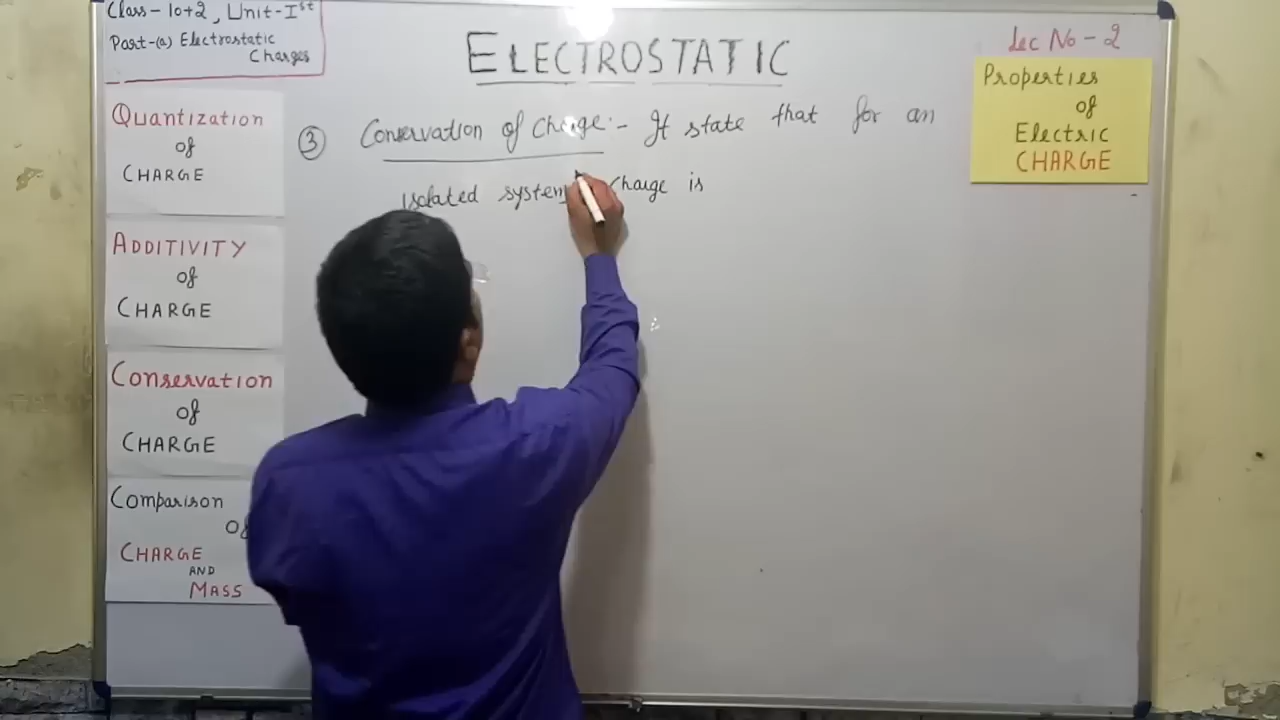 Class-10+2, Unit-Ist
Part-(a) Electrostatic
Charges
ELECTROSTATIC
Lec No-2
Properties
of
Electric
CHARGE
Quantization
of
CHARGE
ADDITIVITY
of
CHARGE
Conservation
of
CHARGE
Comparison
of
CHARGE
AND
MASS
③ Conservation of Charge:- It state that for an
isolated system charge is